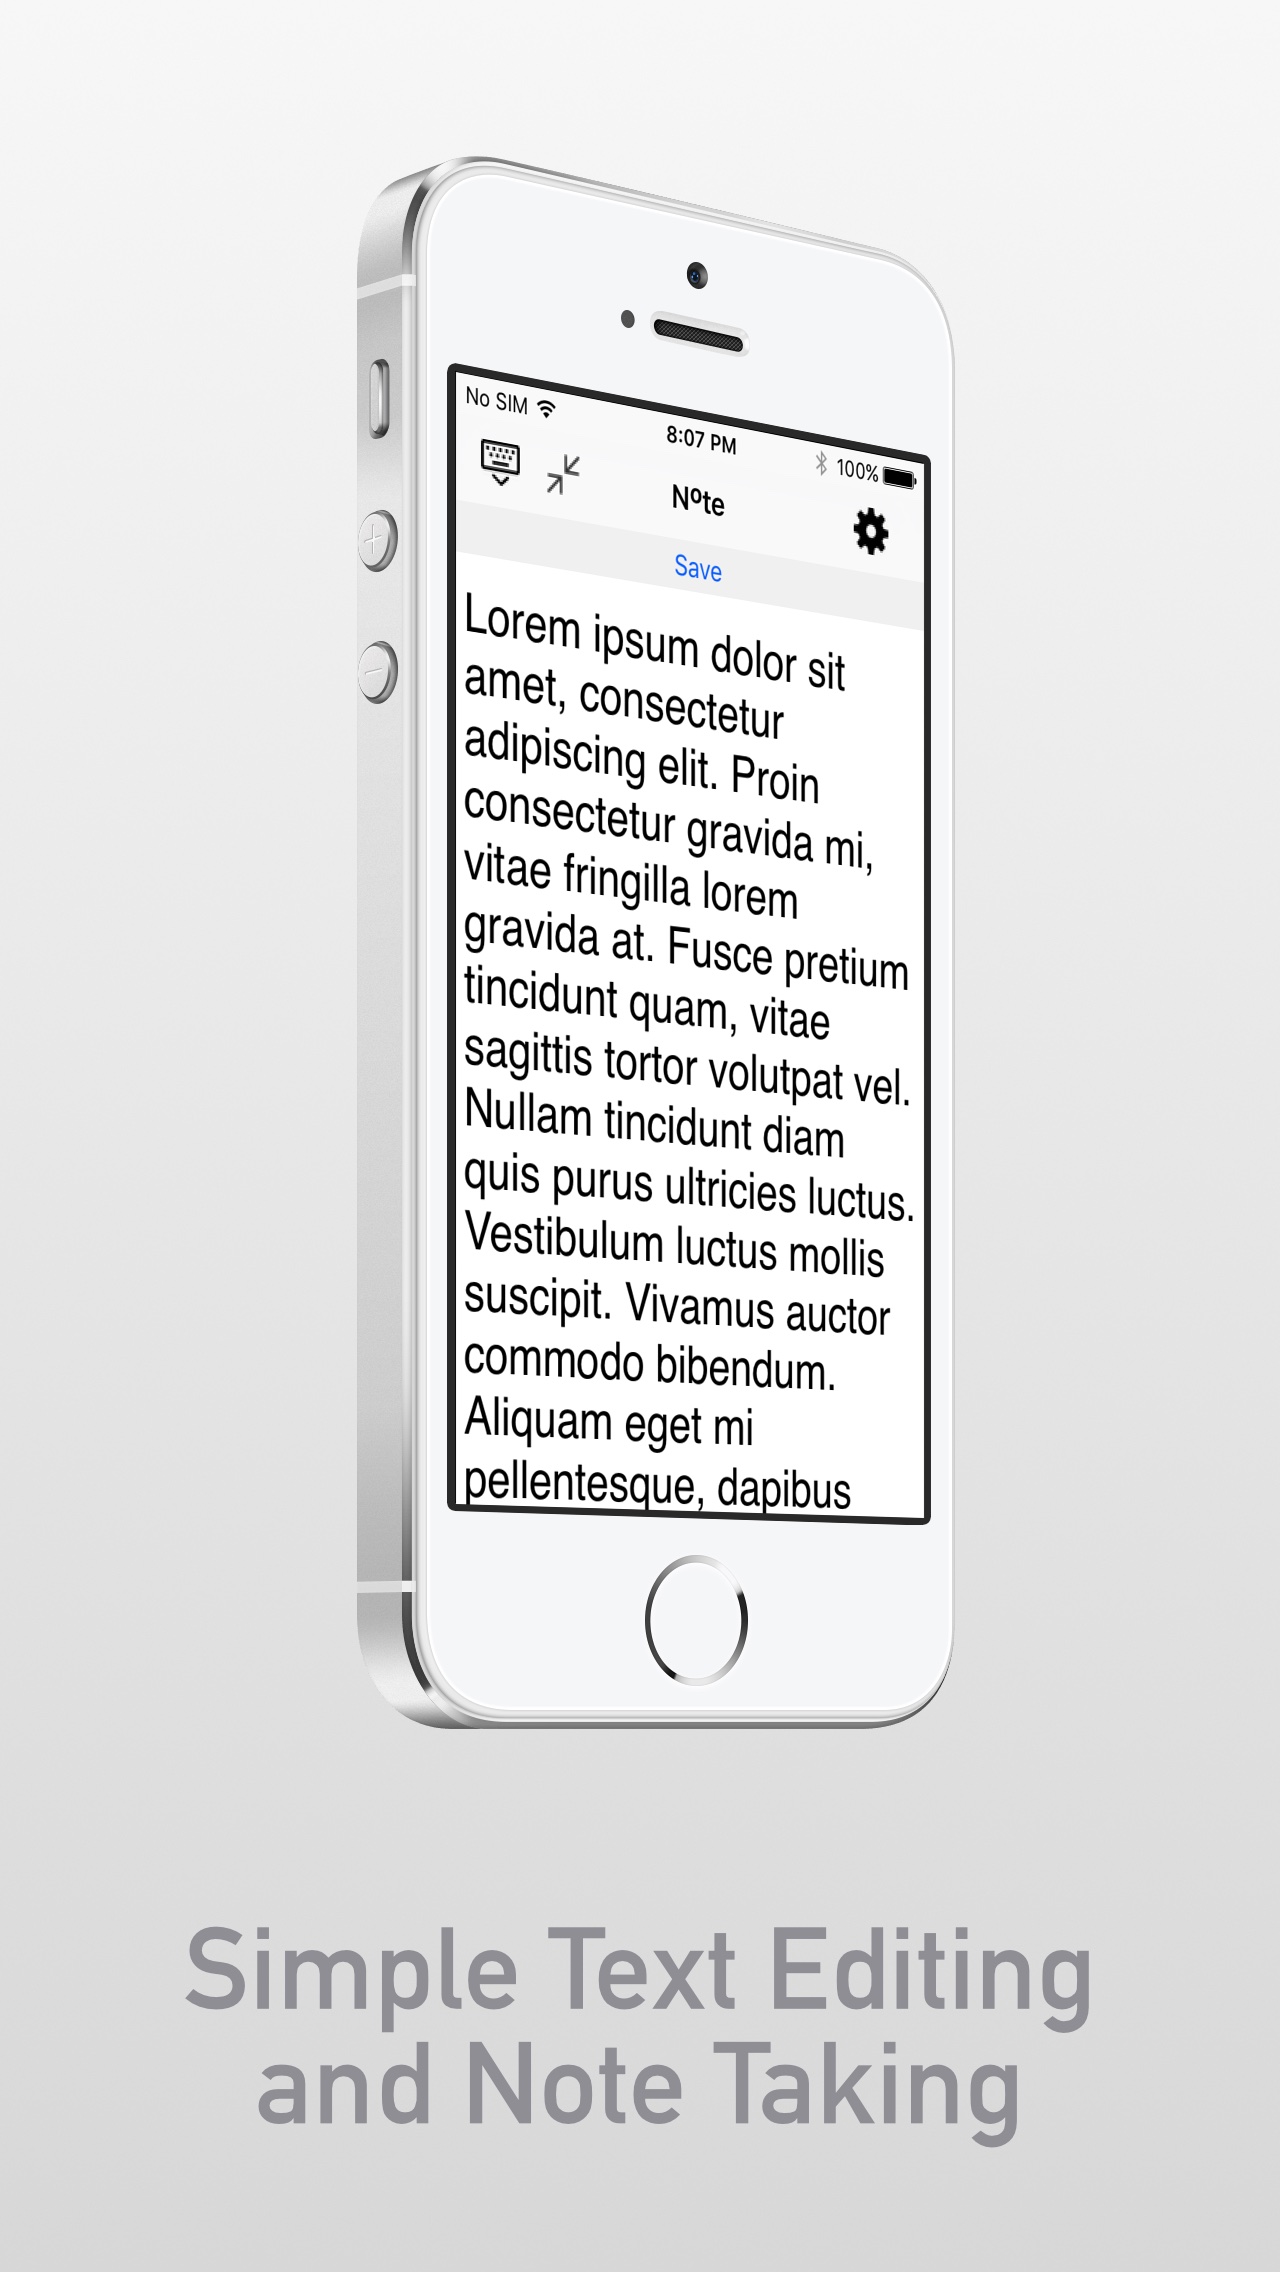 No SIM
8:07 PM
100%
Nºte
Save
Lorem ipsum dolor sit
amet, consectetur
adipiscing elit. Proin
consectetur gravida mi,
vitae fringilla lorem
gravida at. Fusce pretium
tincidunt quam, vitae
sagittis tortor volutpat vel.
Nullam tincidunt diam
quis purus ultricies luctus.
Vestibulum luctus mollis
suscipit. Vivamus auctor
commodo bibendum.
Aliquam eget mi
pellentesque, dapibus
Simple Text Editing
and Note Taking